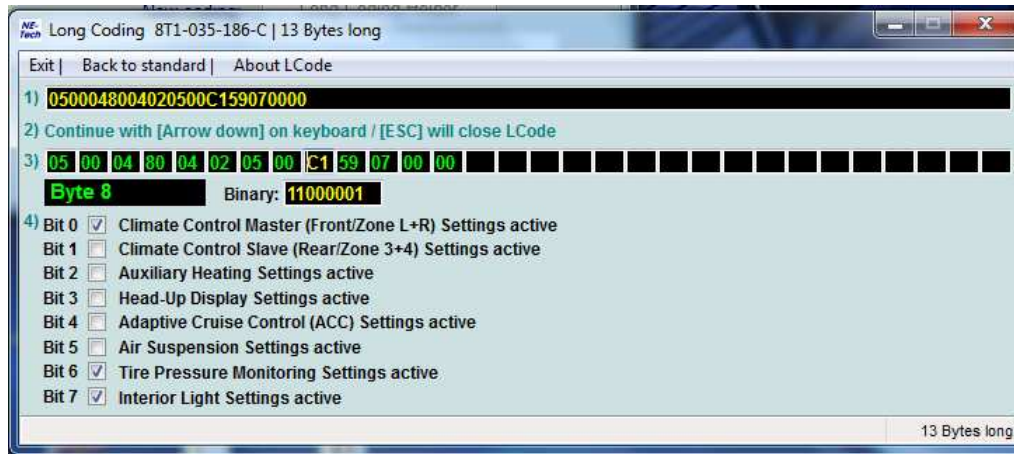 NE-Tech Long Coding 8T1-035-186-C | 13 Bytes long
Exit | Back to standard | About LCode
1) 0500048004020500C159070000
2) Continue with [Arrow down] on keyboard / [ESC] will close LCode
3) 05 00 04 80 04 02 05 00 C1 59 07 00 00
Byte 8 Binary: 11000001
4) Bit 0 Climate Control Master (Front/Zone L+R) Settings active
Bit 1 Climate Control Slave (Rear/Zone 3+4) Settings active
Bit 2 Auxiliary Heating Settings active
Bit 3 Head-Up Display Settings active
Bit 4 Adaptive Cruise Control (ACC) Settings active
Bit 5 Air Suspension Settings active
Bit 6 Tire Pressure Monitoring Settings active
Bit 7 Interior Light Settings active
13 Bytes long